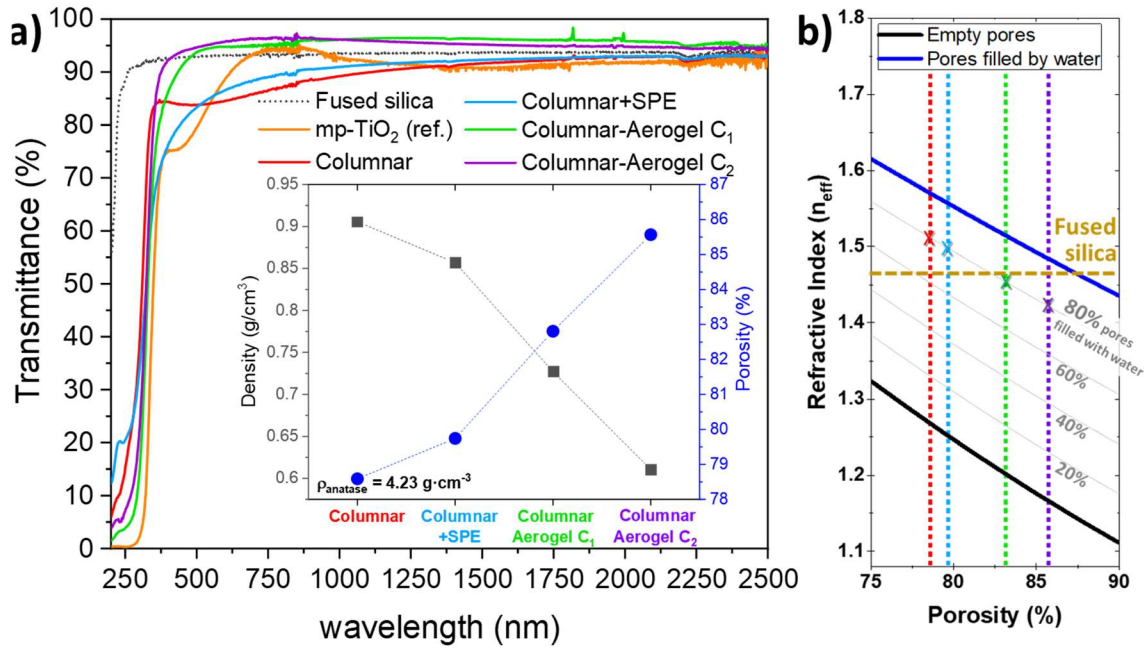 a)
100
90
80
70
60
50
40
30
20
10
0
Transmittance (%)
Fused silica
mp-TiO₂ (ref.)
Columnar
Columnar+SPE
Columnar-Aerogel C₁
Columnar-Aerogel C₂
0.95
0.9
0.85
0.8
0.75
0.7
0.65
0.6
Density (g/cm³)
87
86
85
84
83
82
81
80
79
78
Porosity (%)
ρanatase = 4.23 g·cm⁻³
Columnar
Columnar
+SPE
Columnar
Aerogel C₁
Columnar
Aerogel C₂
250 500 750 1000 1250 1500 1750 2000 2250 2500
wavelength (nm)
b)
1.8
1.7
1.6
1.5
1.4
1.3
1.2
1.1
Refractive Index (neff)
Empty pores
Pores filled by water
Fused
silica
80% pores
filled with water
60%
40%
20%
75 80 85 90
Porosity (%)